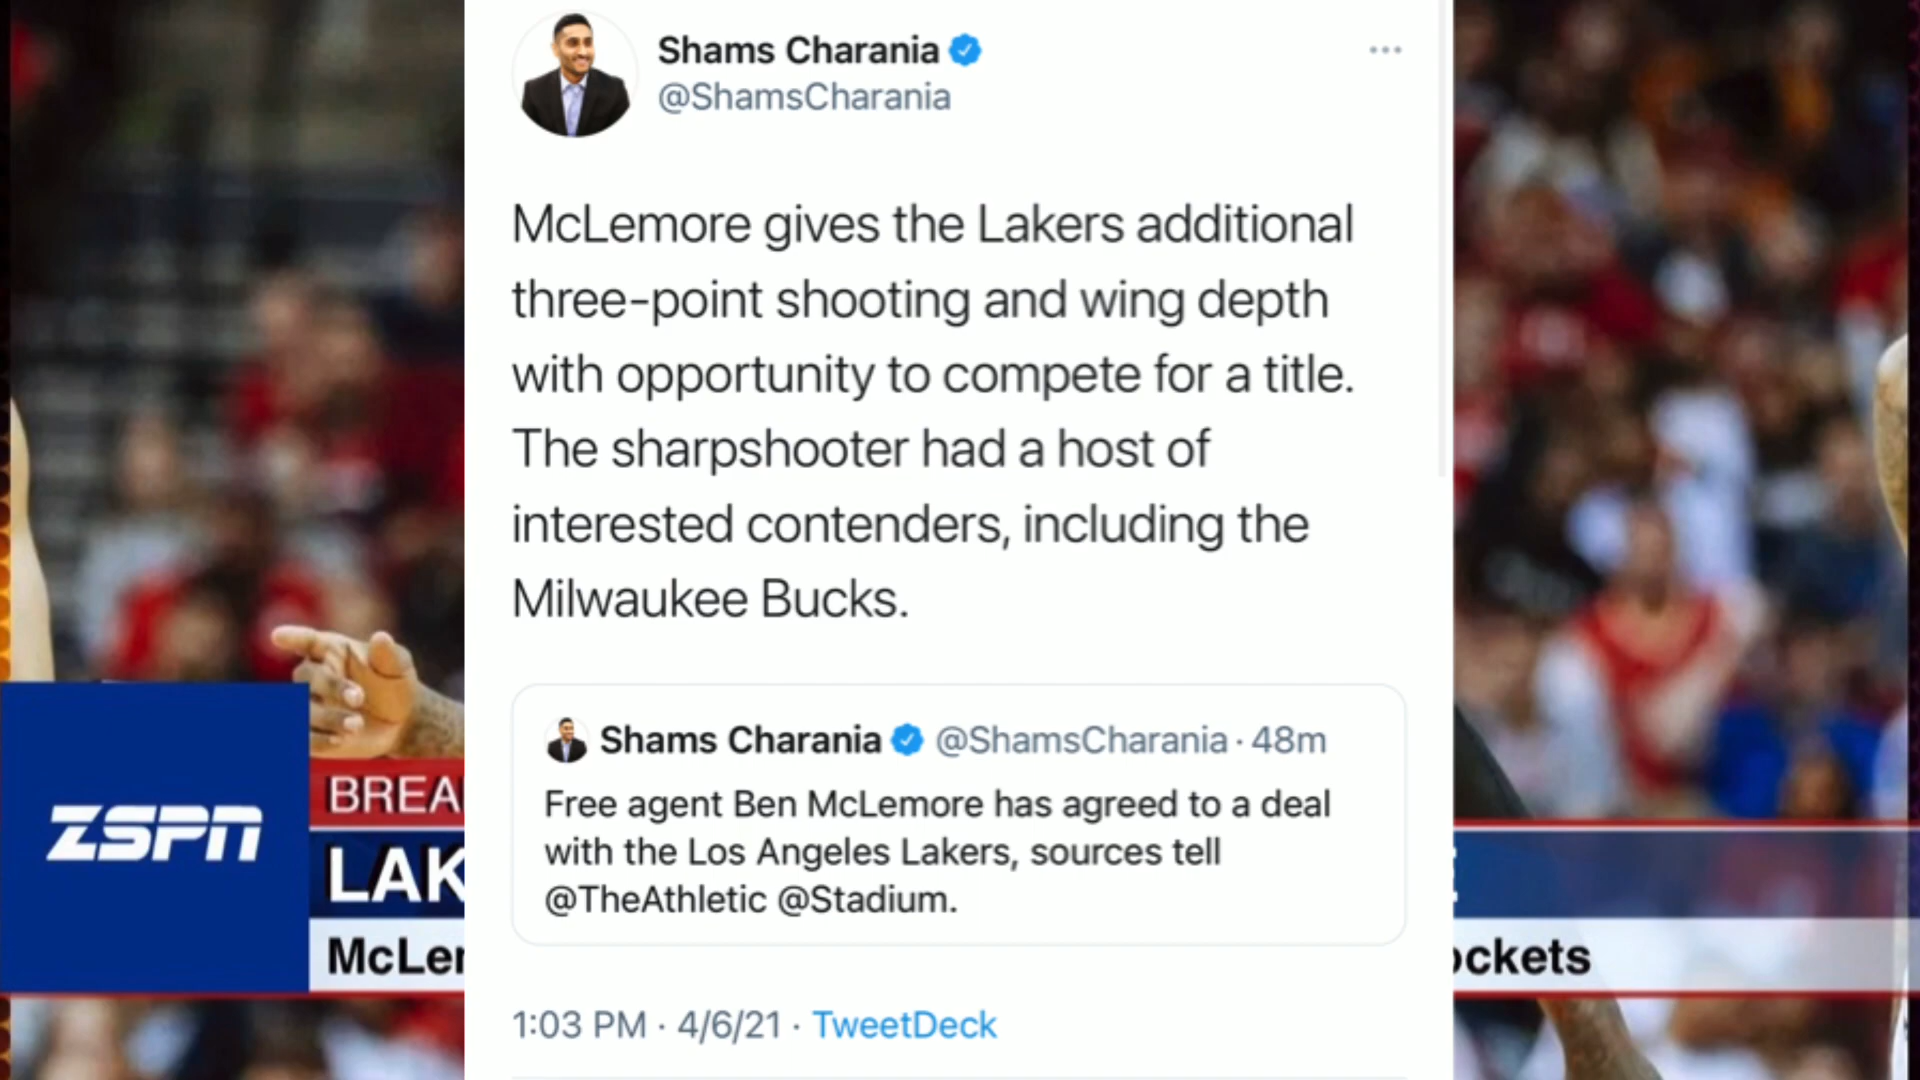 Shams Charania
@ShamsCharania
McLemore gives the Lakers additional
three-point shooting and wing depth
with opportunity to compete for a title.
The sharpshooter had a host of
interested contenders, including the
Milwaukee Bucks.
Shams Charania @ShamsCharania · 48m
Free agent Ben McLemore has agreed to a deal
with the Los Angeles Lakers, sources tell
@TheAthletic @Stadium.
1:03 PM · 4/6/21 · TweetDeck
ZSPN
BREA
LAK
McLe
ockets